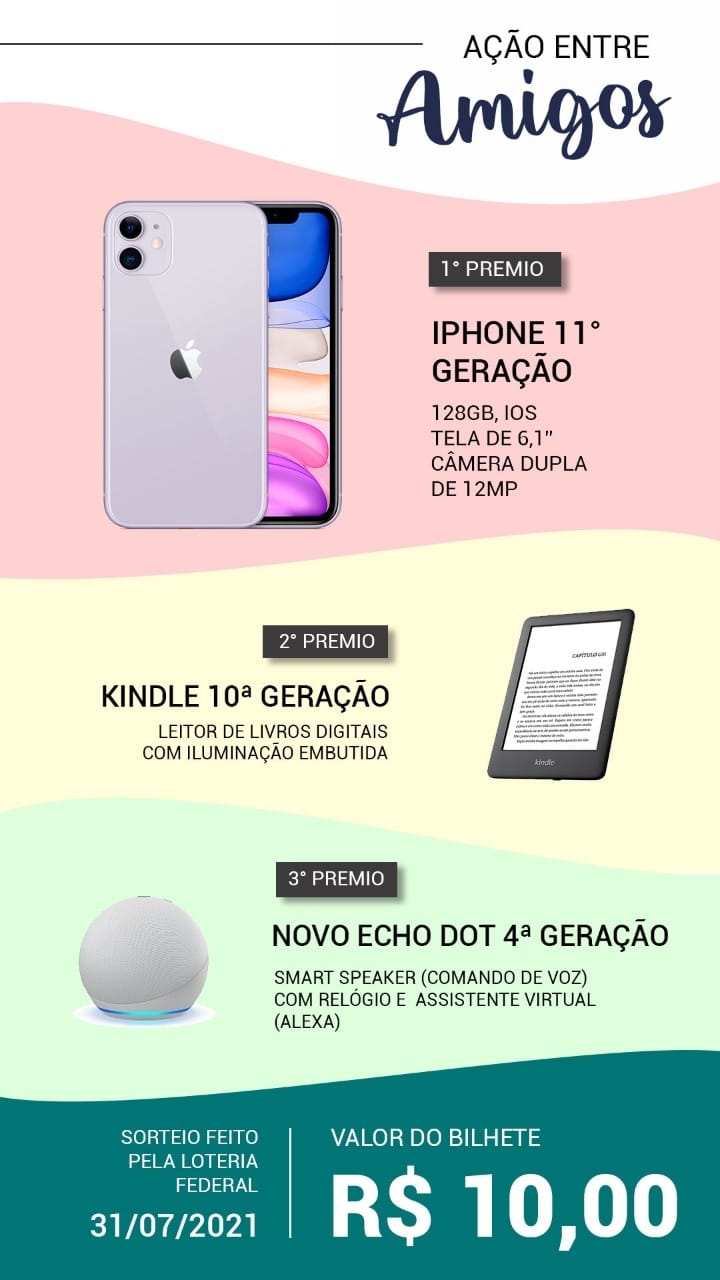 AÇÃO ENTRE
Amigos
1° PREMIO
IPHONE 11°
GERAÇÃO
128GB, IOS
TELA DE 6,1"
CÂMERA DUPLA
DE 12MP
2° PREMIO
KINDLE 10ª GERAÇÃO
LEITOR DE LIVROS DIGITAIS
COM ILUMINAÇÃO EMBUTIDA
kindle
3° PREMIO
NOVO ECHO DOT 4ª GERAÇÃO
SMART SPEAKER (COMANDO DE VOZ)
COM RELÓGIO E ASSISTENTE VIRTUAL
(ALEXA)
SORTEIO FEITO
PELA LOTERIA
FEDERAL
31/07/2021
VALOR DO BILHETE
R$ 10,00